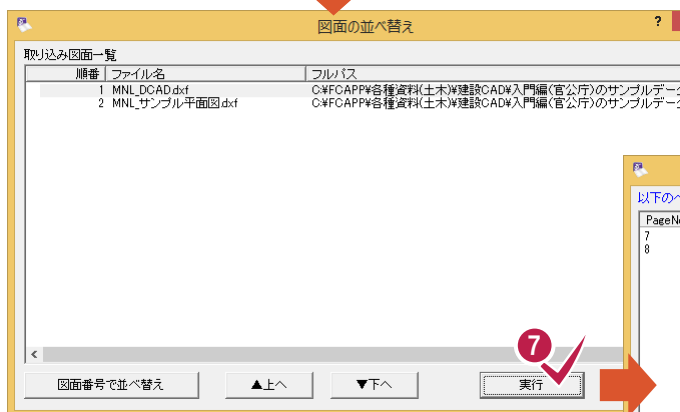 図面の並べ替え
?
取り込み図面一覧
順番 ファイル名 フルパス
1 MNL_DCAD.dxf C:¥FCAPP¥各種資料(土木)¥建設CAD¥入門編(官公庁)のサンプルデー
2 MNL_サンプル平面図.dxf C:¥FCAPP¥各種資料(土木)¥建設CAD¥入門編(官公庁)のサンプルデー
以下の
PageN
7
8
<
7
図面番号で並べ替え ▲上へ ▼下へ 実行